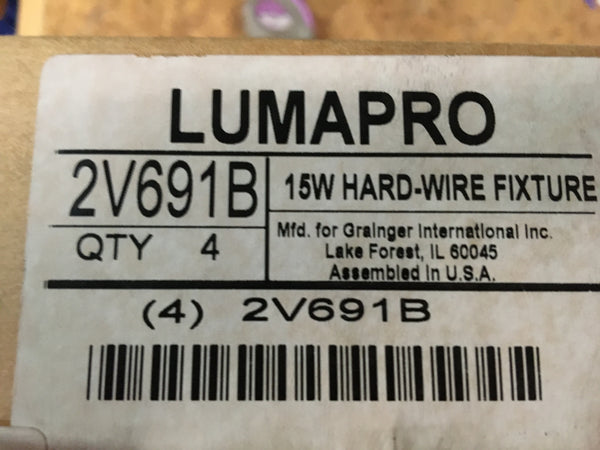 LUMAPRO
2V691B
15W HARD-WIRE FIXTURE
QTY 4
Mfd. for Grainger International Inc.
Lake Forest, IL 60045
Assembled in U.S.A.
(4) 2V691B